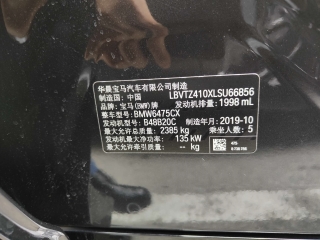 华晨宝马汽车有限公司制造
制造国：中国 LBVTZ410XLSU66856
品牌：宝马(BMW)牌 发动机排量：1998 mL
整车型号：BMW6475CX
发动机型号：B48B20C 制造年月：2019-10
最大允许总质量：2385 kg 乘坐人数：5
发动机最大净功率：135 kW
最大允许牵引质量：-- kg